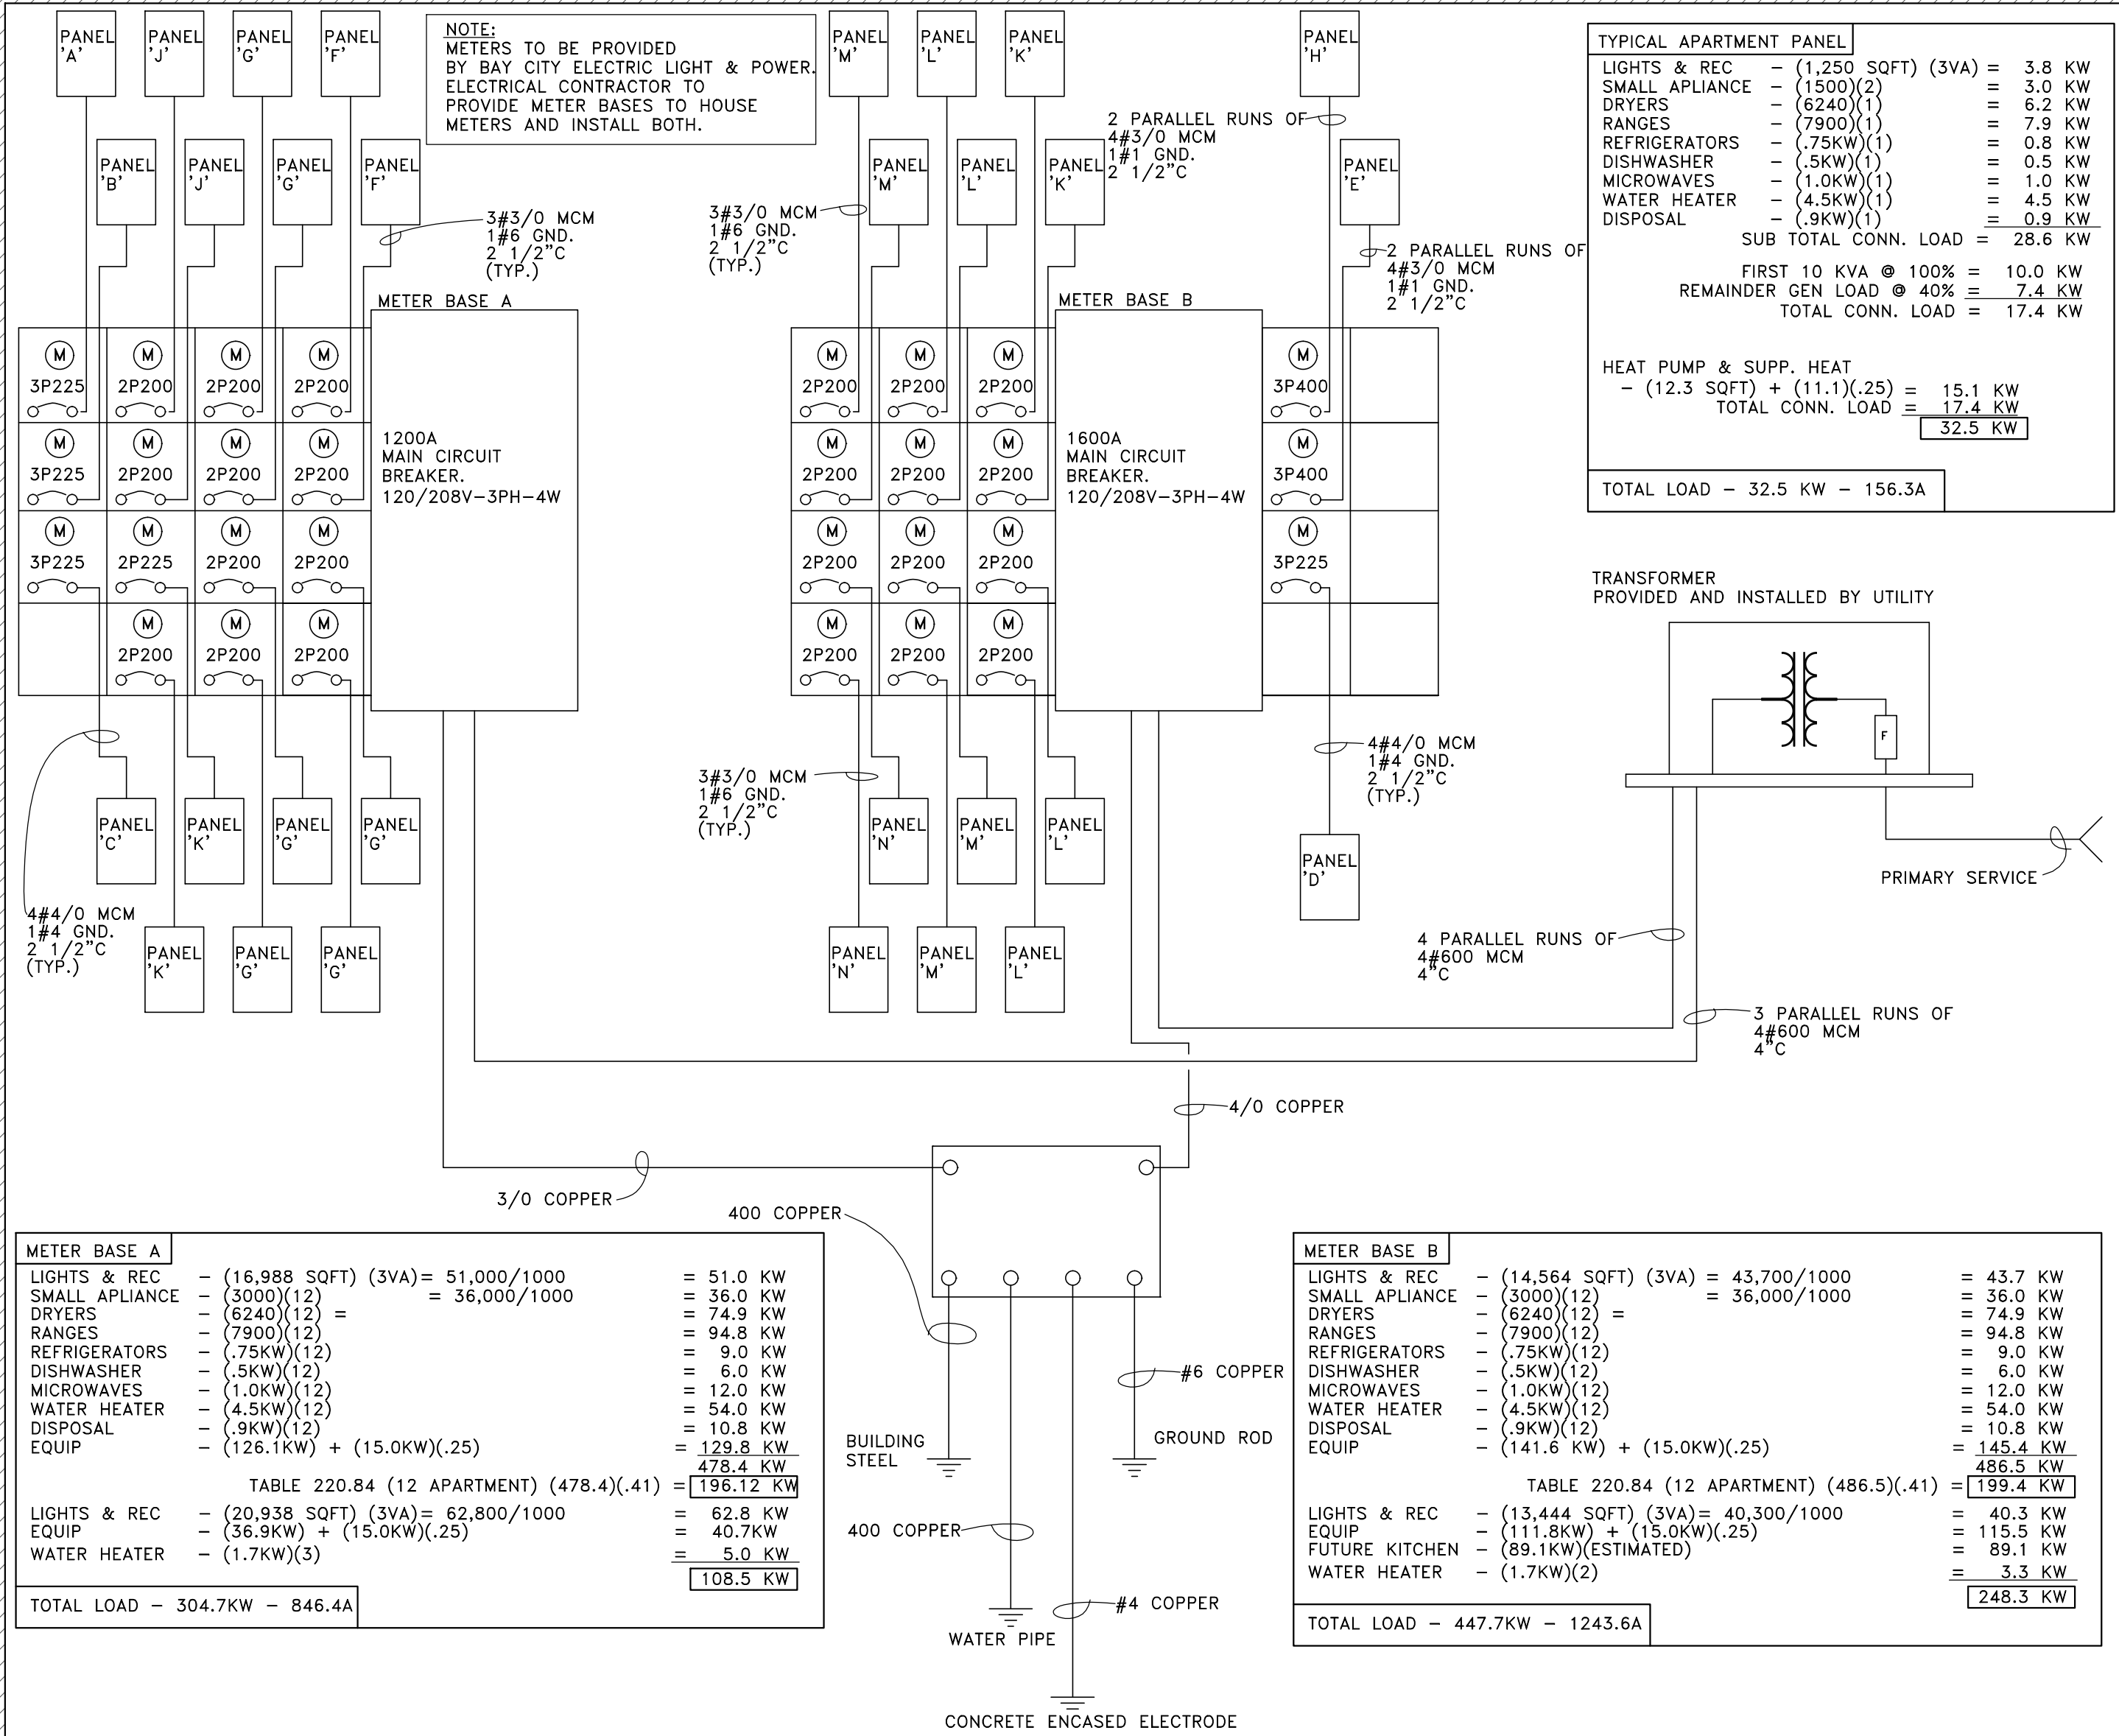 PANEL
'A'
PANEL
'J'
PANEL
'G'
PANEL
'F'
NOTE:
METERS TO BE PROVIDED
BY BAY CITY ELECTRIC LIGHT & POWER.
ELECTRICAL CONTRACTOR TO
PROVIDE METER BASES TO HOUSE
METERS AND INSTALL BOTH.
PANEL
'M'
PANEL
'L'
PANEL
'K'
PANEL
'H'
PANEL
'B'
PANEL
'J'
PANEL
'G'
PANEL
'F'
3#3/0 MCM
1#6 GND.
2 1/2"C
(TYP.)
3#3/0 MCM
1#6 GND.
2 1/2"C
(TYP.)
PANEL
'M'
PANEL
'L'
PANEL
'K'
2 PARALLEL RUNS OF
4#3/0 MCM
1#1 GND.
2 1/2"C
PANEL
'E'
2 PARALLEL RUNS OF
4#3/0 MCM
1#1 GND.
2 1/2"C
METER BASE A
M
3P225
M
2P200
M
2P200
M
2P200
M
3P225
M
2P200
M
2P200
M
2P200
M
3P225
M
2P225
M
2P200
M
2P200
M
2P200
M
2P200
M
2P200
1200A
MAIN CIRCUIT
BREAKER.
120/208V-3PH-4W
METER BASE B
M
2P200
M
2P200
M
2P200
M
2P200
M
2P200
M
2P200
M
2P200
M
2P200
M
2P200
M
2P200
M
2P200
M
2P200
1600A
MAIN CIRCUIT
BREAKER.
120/208V-3PH-4W
M
3P400
M
3P400
M
3P225
4#4/0 MCM
1#4 GND.
2 1/2"C
(TYP.)
PANEL
'C'
PANEL
'K'
PANEL
'G'
PANEL
'G'
PANEL
'K'
PANEL
'G'
PANEL
'G'
3#3/0 MCM
1#6 GND.
2 1/2"C
(TYP.)
PANEL
'N'
PANEL
'M'
PANEL
'L'
PANEL
'N'
PANEL
'M'
PANEL
'L'
4#4/0 MCM
1#4 GND.
2 1/2"C
(TYP.)
PANEL
'D'
TYPICAL APARTMENT PANEL
LIGHTS & REC - (1,250 SQFT) (3VA) = 3.8 KW
SMALL APLIANCE - (1500)(2) = 3.0 KW
DRYERS - (6240)(1) = 6.2 KW
RANGES - (7900)(1) = 7.9 KW
REFRIGERATORS - (.75KW)(1) = 0.8 KW
DISHWASHER - (.5KW)(1) = 0.5 KW
MICROWAVES - (1.0KW)(1) = 1.0 KW
WATER HEATER - (4.5KW)(1) = 4.5 KW
DISPOSAL - (.9KW)(1) = 0.9 KW
SUB TOTAL CONN. LOAD = 28.6 KW
FIRST 10 KVA @ 100% = 10.0 KW
REMAINDER GEN LOAD @ 40% = 7.4 KW
TOTAL CONN. LOAD = 17.4 KW
HEAT PUMP & SUPP. HEAT
- (12.3 SQFT) + (11.1)(.25) = 15.1 KW
TOTAL CONN. LOAD = 17.4 KW
32.5 KW
TOTAL LOAD - 32.5 KW - 156.3A
TRANSFORMER
PROVIDED AND INSTALLED BY UTILITY
F
PRIMARY SERVICE
4 PARALLEL RUNS OF
4#600 MCM
4"C
3 PARALLEL RUNS OF
4#600 MCM
4"C
4/0 COPPER
3/0 COPPER
400 COPPER
#6 COPPER
BUILDING
STEEL
GROUND ROD
400 COPPER
#4 COPPER
WATER PIPE
CONCRETE ENCASED ELECTRODE
METER BASE A
LIGHTS & REC - (16,988 SQFT) (3VA)= 51,000/1000 = 51.0 KW
SMALL APLIANCE - (3000)(12) = 36,000/1000 = 36.0 KW
DRYERS - (6240)(12) = = 74.9 KW
RANGES - (7900)(12) = 94.8 KW
REFRIGERATORS - (.75KW)(12) = 9.0 KW
DISHWASHER - (.5KW)(12) = 6.0 KW
MICROWAVES - (1.0KW)(12) = 12.0 KW
WATER HEATER - (4.5KW)(12) = 54.0 KW
DISPOSAL - (.9KW)(12) = 10.8 KW
EQUIP - (126.1KW) + (15.0KW)(.25) = 129.8 KW
478.4 KW
TABLE 220.84 (12 APARTMENT) (478.4)(.41) = 196.12 KW
LIGHTS & REC - (20,938 SQFT) (3VA)= 62,800/1000 = 62.8 KW
EQUIP - (36.9KW) + (15.0KW)(.25) = 40.7KW
WATER HEATER - (1.7KW)(3) = 5.0 KW
108.5 KW
TOTAL LOAD - 304.7KW - 846.4A
METER BASE B
LIGHTS & REC - (14,564 SQFT) (3VA) = 43,700/1000 = 43.7 KW
SMALL APLIANCE - (3000)(12) = 36,000/1000 = 36.0 KW
DRYERS - (6240)(12) = = 74.9 KW
RANGES - (7900)(12) = 94.8 KW
REFRIGERATORS - (.75KW)(12) = 9.0 KW
DISHWASHER - (.5KW)(12) = 6.0 KW
MICROWAVES - (1.0KW)(12) = 12.0 KW
WATER HEATER - (4.5KW)(12) = 54.0 KW
DISPOSAL - (.9KW)(12) = 10.8 KW
EQUIP - (141.6 KW) + (15.0KW)(.25) = 145.4 KW
486.5 KW
TABLE 220.84 (12 APARTMENT) (486.5)(.41) = 199.4 KW
LIGHTS & REC - (13,444 SQFT) (3VA)= 40,300/1000 = 40.3 KW
EQUIP - (111.8KW) + (15.0KW)(.25) = 115.5 KW
FUTURE KITCHEN - (89.1KW)(ESTIMATED) = 89.1 KW
WATER HEATER - (1.7KW)(2) = 3.3 KW
248.3 KW
TOTAL LOAD - 447.7KW - 1243.6A